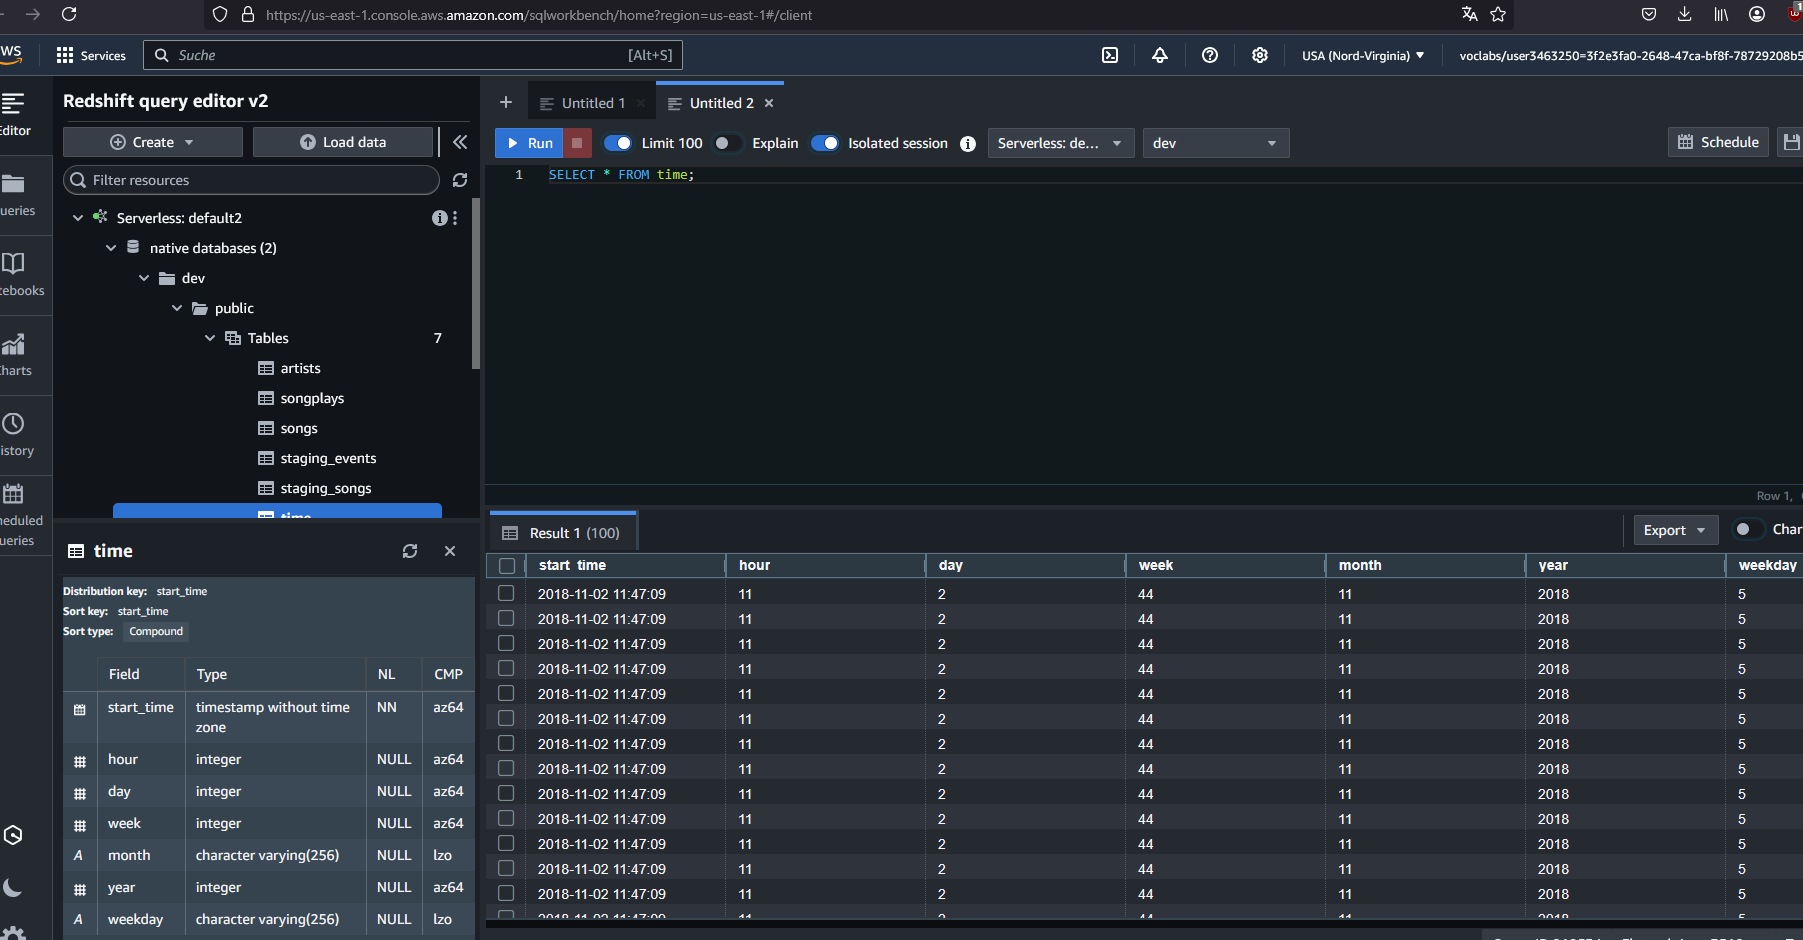 https://us-east-1.console.aws.amazon.com/sqlworkbench/home?region=us-east-1#/client
Services
Suche
[Alt+S]
USA (Nord-Virginia)
voclabs/user3463250=3f2e3fa0-2648-47ca-bf8f-78729208b5
Redshift query editor v2
Create
Load data
Filter resources
Serverless: default2
native databases (2)
dev
public
Tables 7
artists
songplays
songs
staging_events
staging_songs
time
Untitled 1
Untitled 2
Run
Limit 100
Explain
Isolated session
Serverless: de...
dev
Schedule
1 SELECT * FROM time;
Row 1,
time
Distribution key: start_time
Sort key: start_time
Sort type: Compound
Field Type NL CMP
start_time timestamp without time zone NN az64
hour integer NULL az64
day integer NULL az64
week integer NULL az64
month character varying(256) NULL lzo
year integer NULL az64
weekday character varying(256) NULL lzo
Result 1 (100)
Export
Char
start_time hour day week month year weekday
2018-11-02 11:47:09 11 2 44 11 2018 5
2018-11-02 11:47:09 11 2 44 11 2018 5
2018-11-02 11:47:09 11 2 44 11 2018 5
2018-11-02 11:47:09 11 2 44 11 2018 5
2018-11-02 11:47:09 11 2 44 11 2018 5
2018-11-02 11:47:09 11 2 44 11 2018 5
2018-11-02 11:47:09 11 2 44 11 2018 5
2018-11-02 11:47:09 11 2 44 11 2018 5
2018-11-02 11:47:09 11 2 44 11 2018 5
2018-11-02 11:47:09 11 2 44 11 2018 5
2018-11-02 11:47:09 11 2 44 11 2018 5
2018-11-02 11:47:09 11 2 44 11 2018 5
2018-11-02 11:47:09 11 2 44 11 2018 5
2018-11-02 11:47:09 11 2 44 11 2018 5